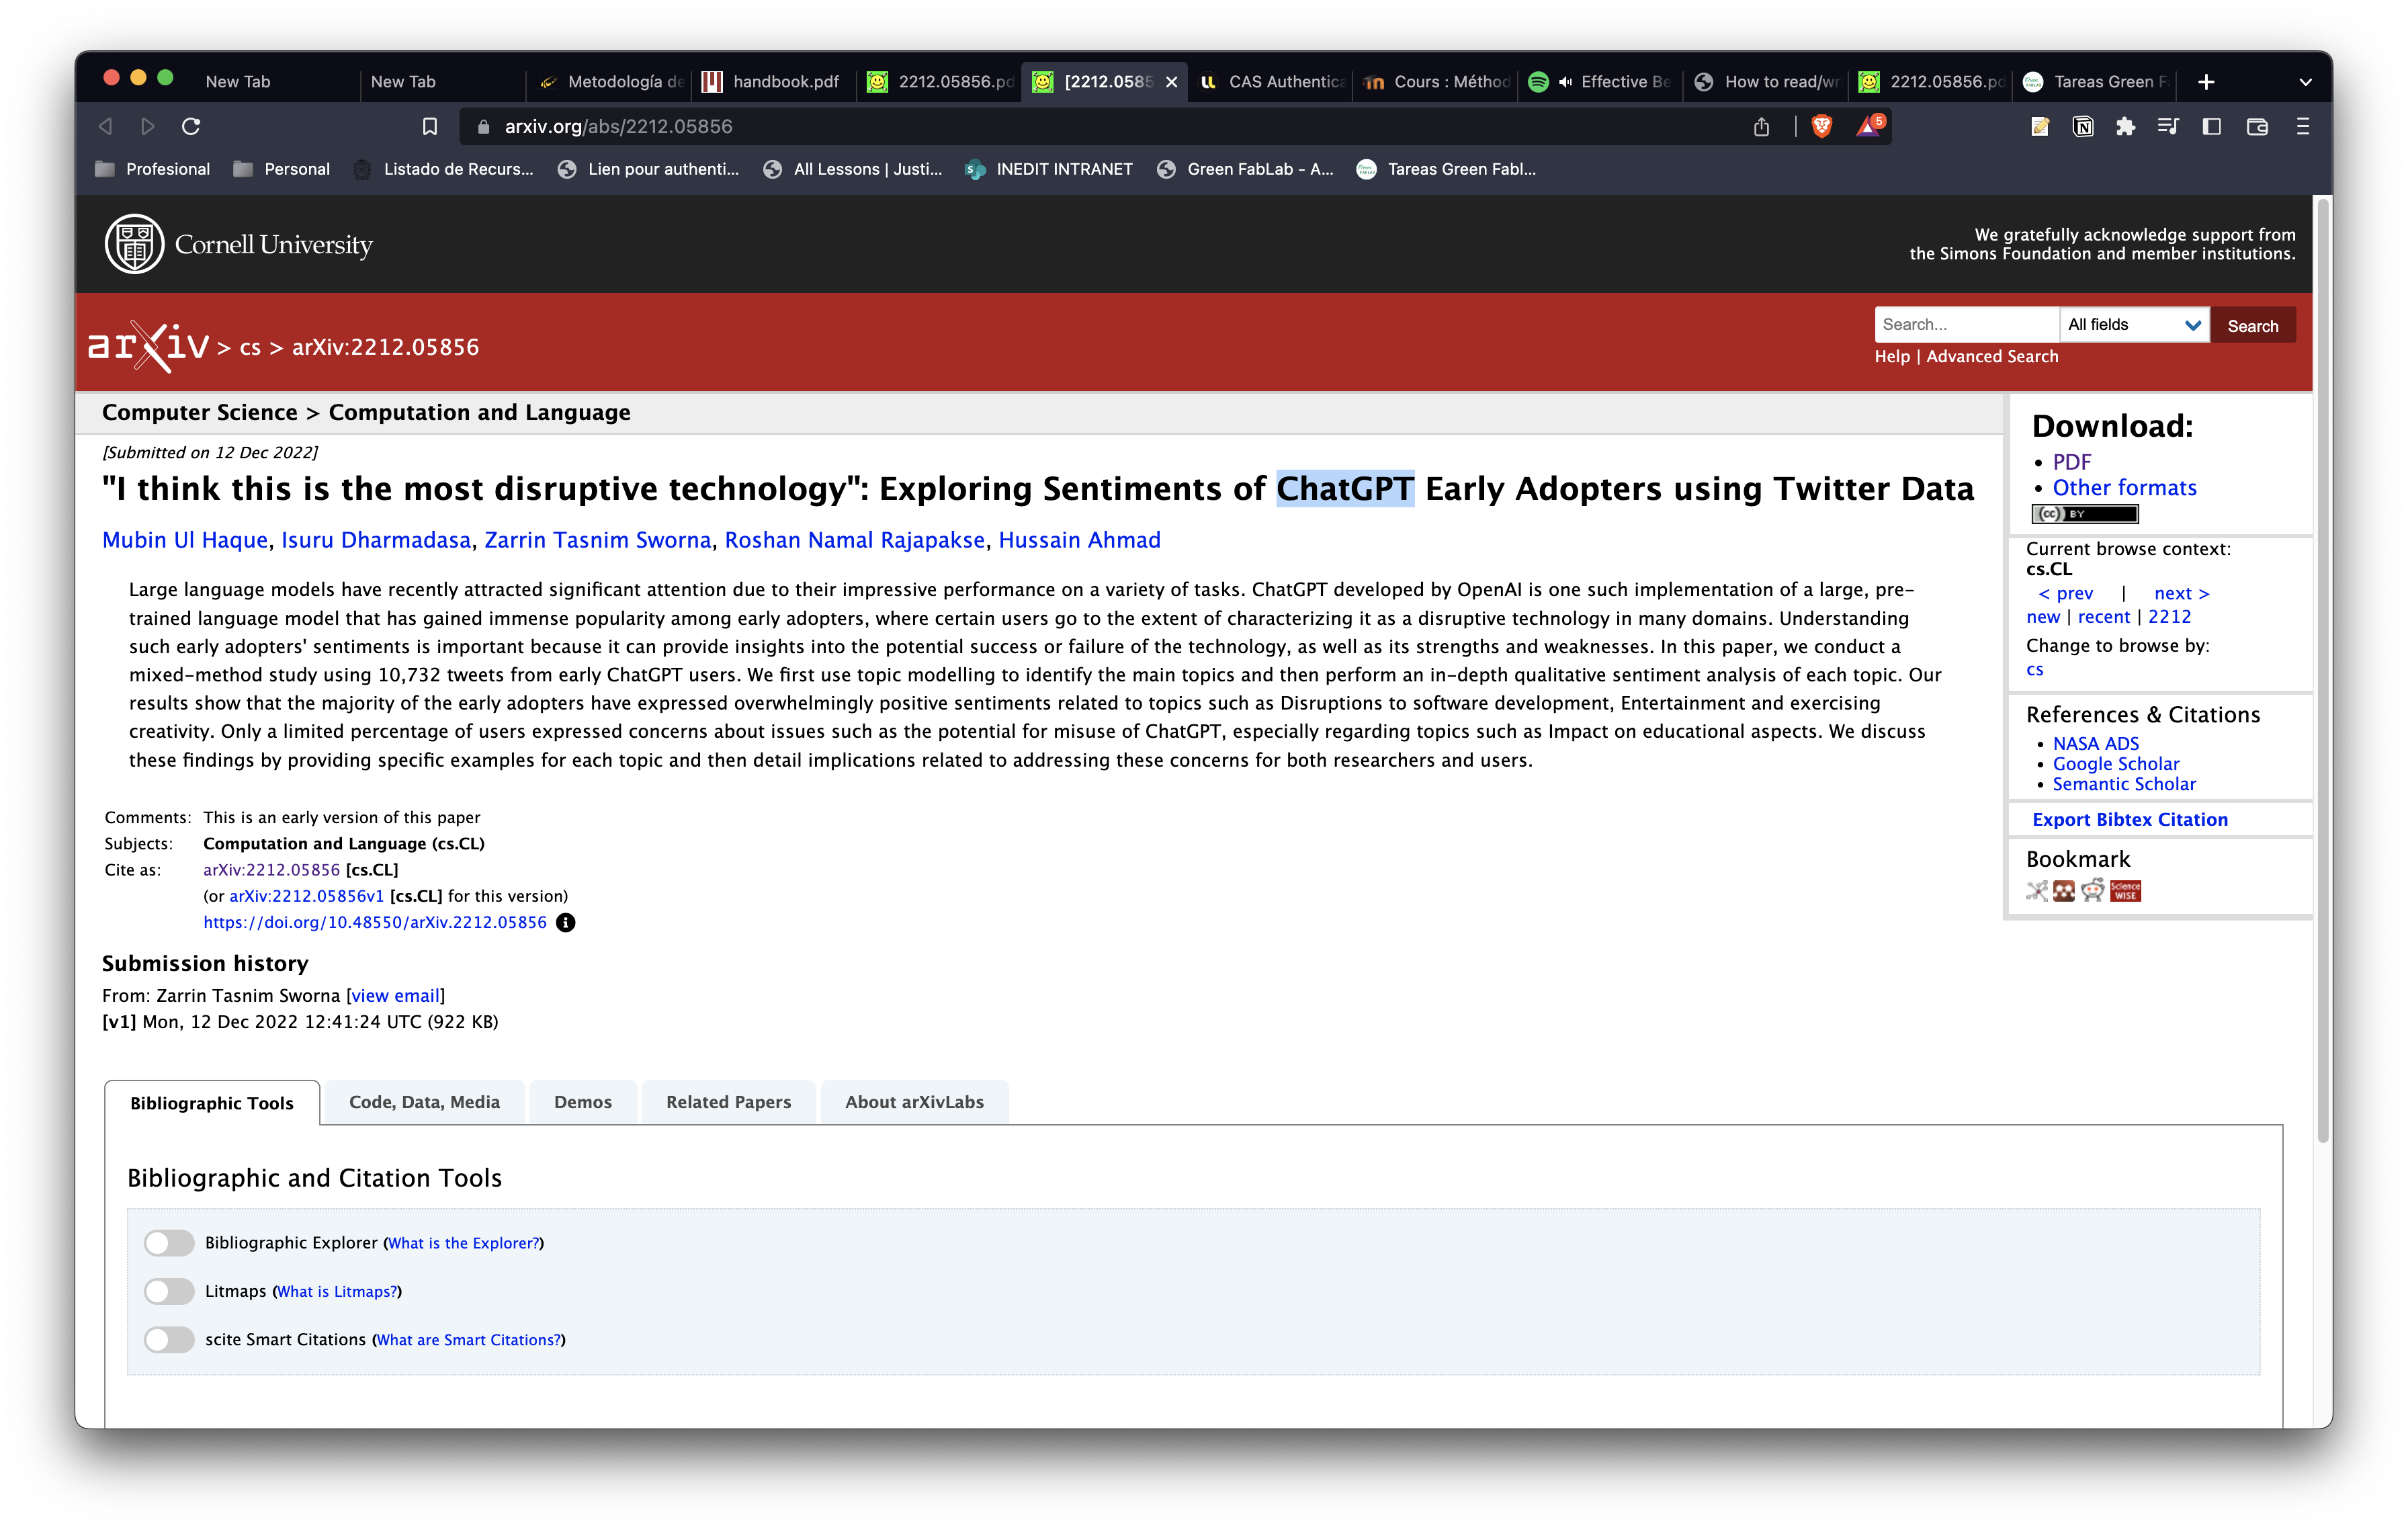 New Tab
New Tab
Metodología de
handbook.pdf
2212.05856.pd
[2212.0585
CAS Authentica
Cours : Méthod
Effective Be
How to read/wr
2212.05856.pd
Tareas Green F
arxiv.org/abs/2212.05856
5
Profesional
Personal
Listado de Recurs...
Lien pour authenti...
All Lessons | Justi...
INEDIT INTRANET
Green FabLab - A...
Tareas Green Fabl...
Cornell University
We gratefully acknowledge support from
the Simons Foundation and member institutions.
arXiv > cs > arXiv:2212.05856
Search...
All fields
Search
Help | Advanced Search
Computer Science > Computation and Language
[Submitted on 12 Dec 2022]
"I think this is the most disruptive technology": Exploring Sentiments of ChatGPT Early Adopters using Twitter Data
Mubin Ul Haque, Isuru Dharmadasa, Zarrin Tasnim Sworna, Roshan Namal Rajapakse, Hussain Ahmad
Large language models have recently attracted significant attention due to their impressive performance on a variety of tasks. ChatGPT developed by OpenAI is one such implementation of a large, pre-
trained language model that has gained immense popularity among early adopters, where certain users go to the extent of characterizing it as a disruptive technology in many domains. Understanding
such early adopters' sentiments is important because it can provide insights into the potential success or failure of the technology, as well as its strengths and weaknesses. In this paper, we conduct a
mixed-method study using 10,732 tweets from early ChatGPT users. We first use topic modelling to identify the main topics and then perform an in-depth qualitative sentiment analysis of each topic. Our
results show that the majority of the early adopters have expressed overwhelmingly positive sentiments related to topics such as Disruptions to software development, Entertainment and exercising
creativity. Only a limited percentage of users expressed concerns about issues such as the potential for misuse of ChatGPT, especially regarding topics such as Impact on educational aspects. We discuss
these findings by providing specific examples for each topic and then detail implications related to addressing these concerns for both researchers and users.
Comments: This is an early version of this paper
Subjects: Computation and Language (cs.CL)
Cite as: arXiv:2212.05856 [cs.CL]
(or arXiv:2212.05856v1 [cs.CL] for this version)
https://doi.org/10.48550/arXiv.2212.05856
Submission history
From: Zarrin Tasnim Sworna [view email]
[v1] Mon, 12 Dec 2022 12:41:24 UTC (922 KB)
Download:
PDF
Other formats
(cc) BY
Current browse context:
cs.CL
< prev | next >
new | recent | 2212
Change to browse by:
cs
References & Citations
NASA ADS
Google Scholar
Semantic Scholar
Export Bibtex Citation
Bookmark
Science
WISE
Bibliographic Tools
Code, Data, Media
Demos
Related Papers
About arXivLabs
Bibliographic and Citation Tools
Bibliographic Explorer (What is the Explorer?)
Litmaps (What is Litmaps?)
scite Smart Citations (What are Smart Citations?)